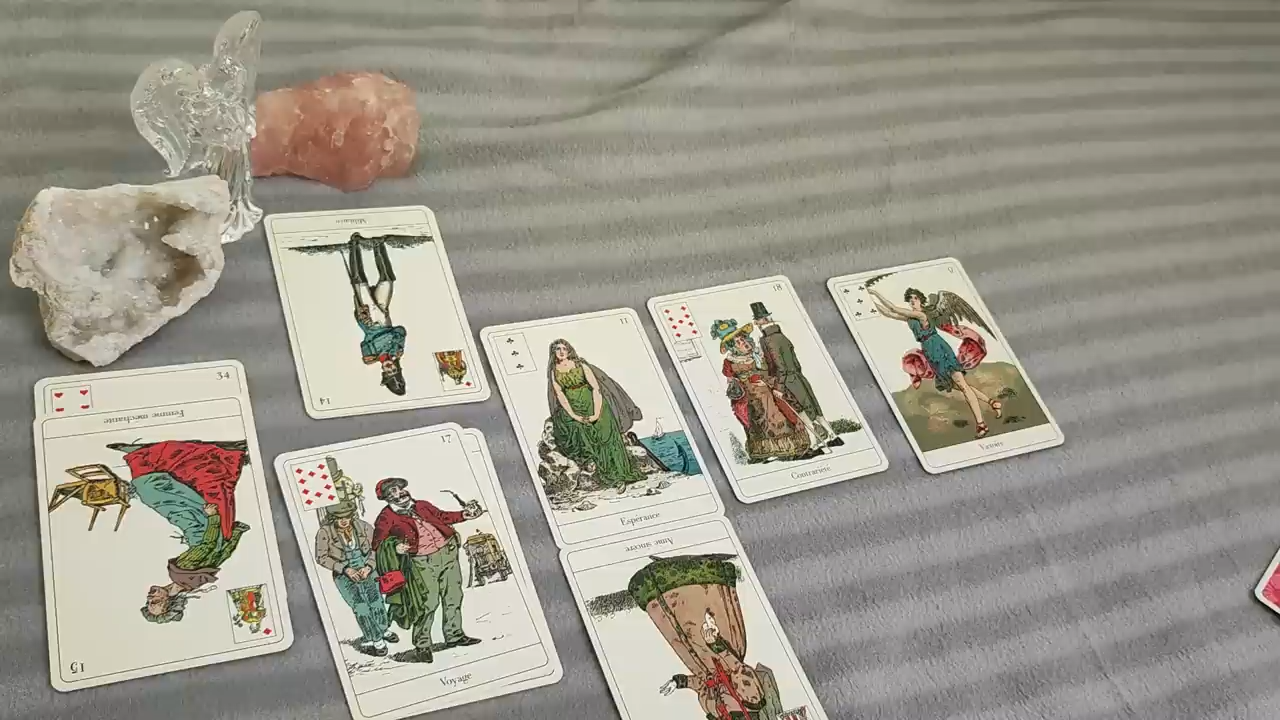 Militaire
14
11
Espérance
18
Contrariété
9
Victoire
34
Femme méchante
15
17
Voyage
Ame sincère